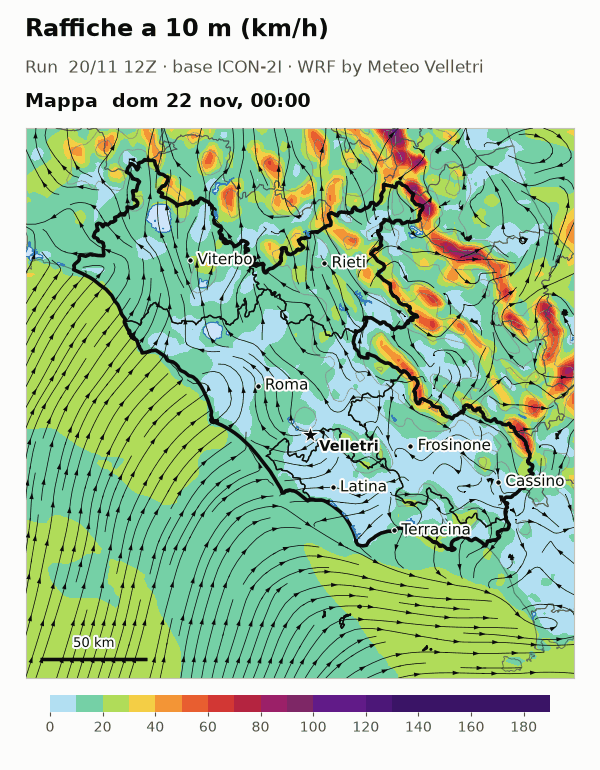 Raffiche a 10 m (km/h)
Run 20/11 12Z · base ICON-2I · WRF by Meteo Velletri
Mappa dom 22 nov, 00:00
Viterbo
Rieti
Roma
Velletri
Frosinone
Cassino
Latina
Terracina
50 km
0 20 40 60 80 100 120 140 160 180